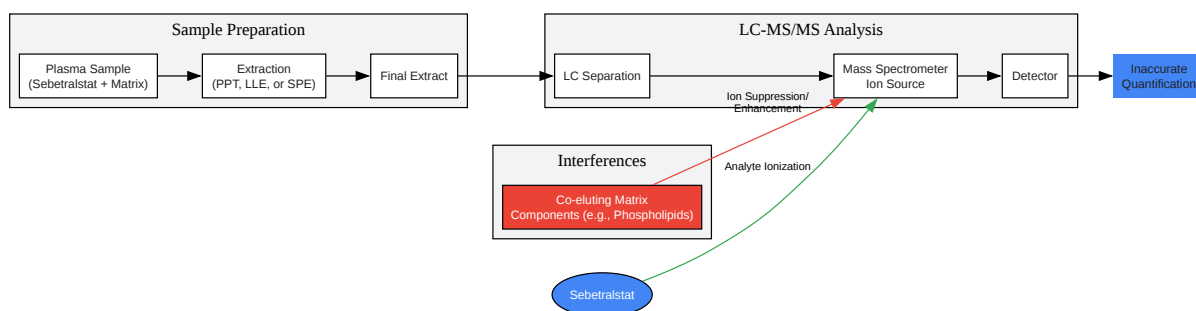 Sample Preparation
Plasma Sample
(Sebetralstat + Matrix)
Extraction
(PPT, LLE, or SPE)
Final Extract
LC-MS/MS Analysis
LC Separation
Mass Spectrometer
Ion Source
Detector
Inaccurate
Quantification
Ion Suppression/
Enhancement
Interferences
Co-eluting Matrix
Components (e.g., Phospholipids)
Analyte Ionization
Sebetralstat